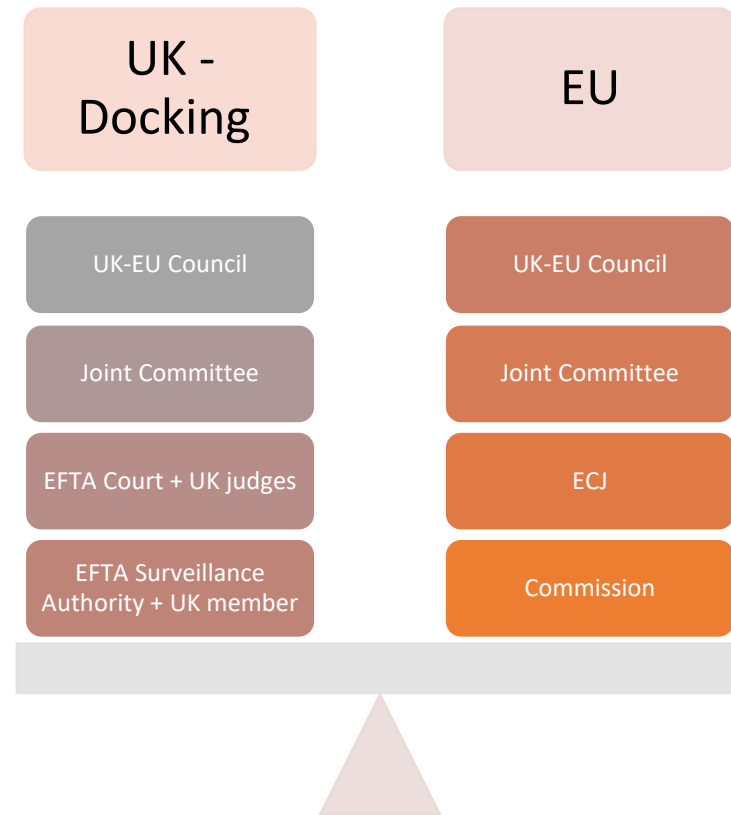 UK -
Docking
EU
UK-EU Council
UK-EU Council
Joint Committee
Joint Committee
EFTA Court + UK judges
ECJ
EFTA Surveillance
Authority + UK member
Commission